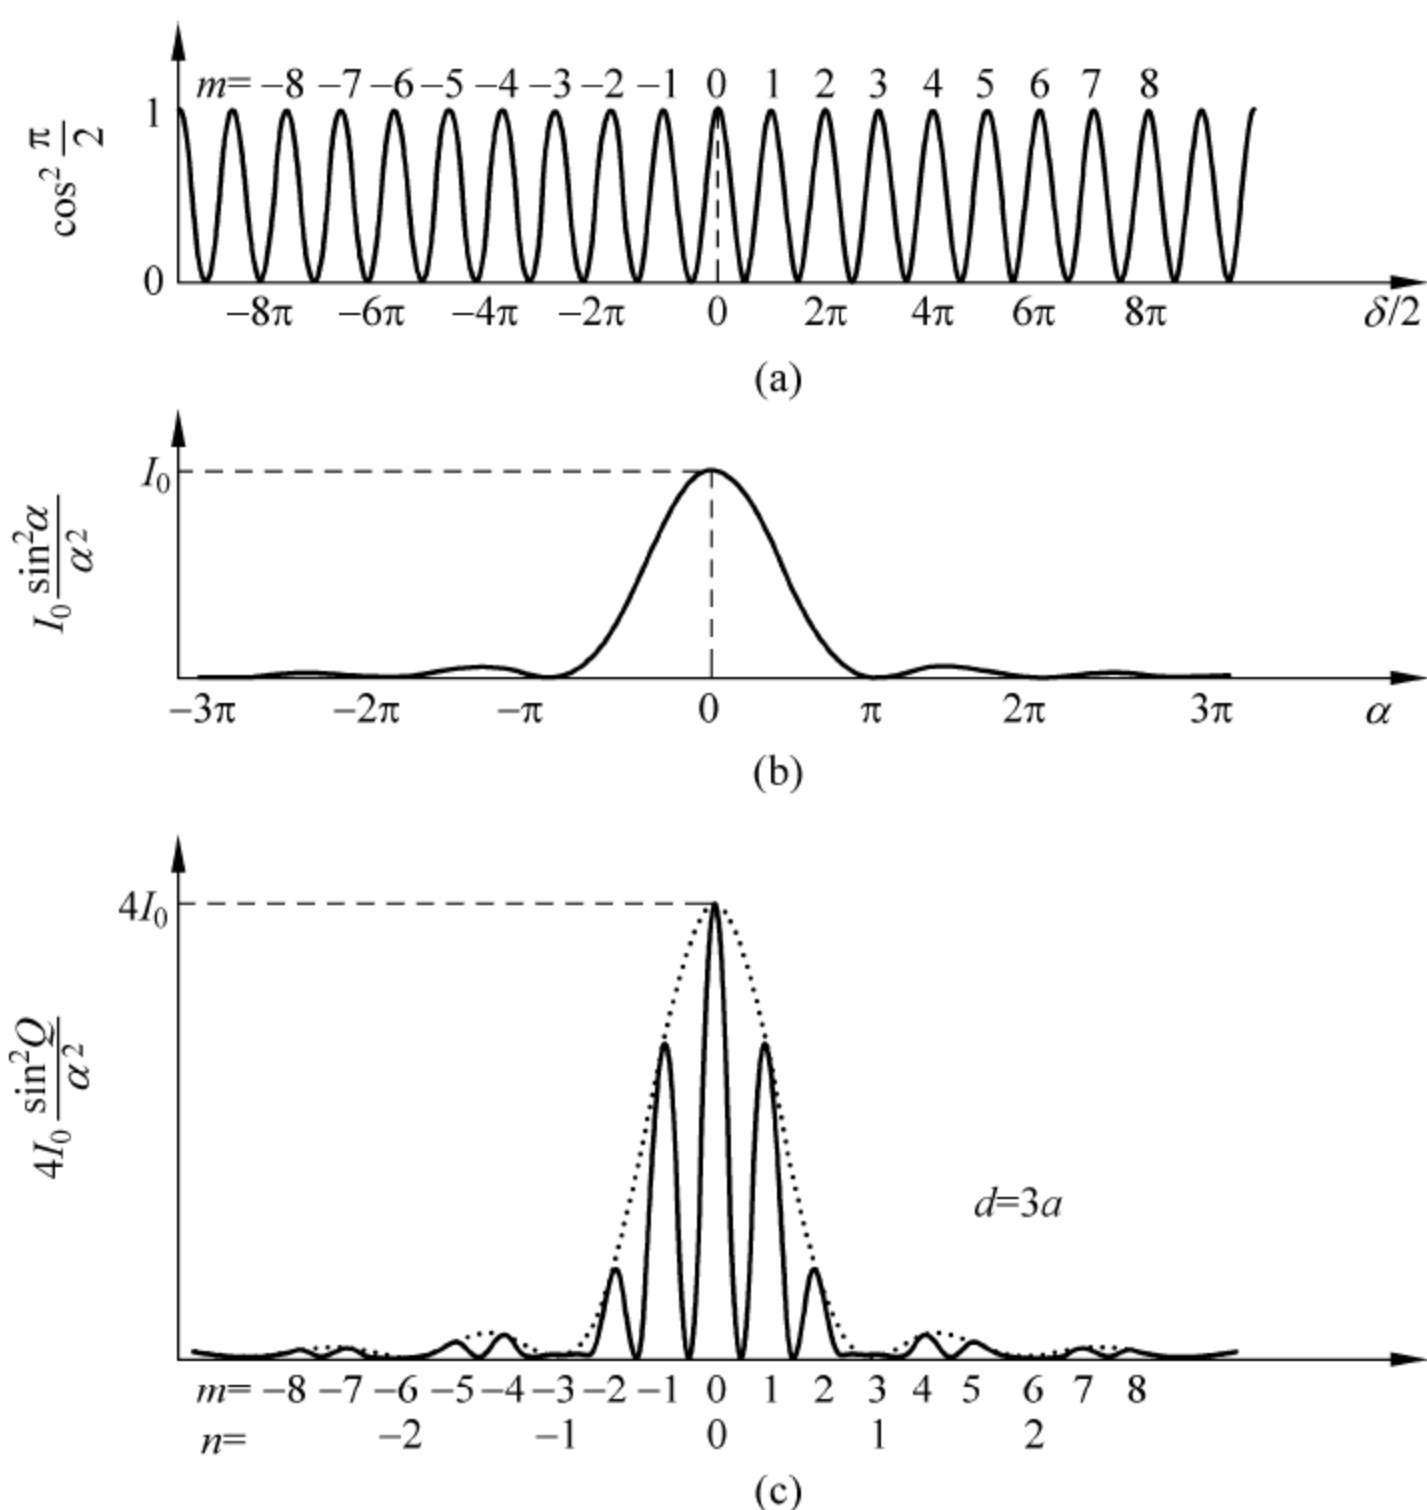 m= −8 −7 −6 −5 −4 −3 −2 −1 0 1 2 3 4 5 6 7 8
1
cos² π/2
0
−8π −6π −4π −2π 0 2π 4π 6π 8π δ/2
(a)
I₀
I₀ sin²α/α²
−3π −2π −π 0 π 2π 3π α
(b)
4I₀
4I₀ sin²Q/α²
d=3a
m= −8 −7 −6 −5 −4 −3 −2 −1 0 1 2 3 4 5 6 7 8
n= −2 −1 0 1 2
(c)